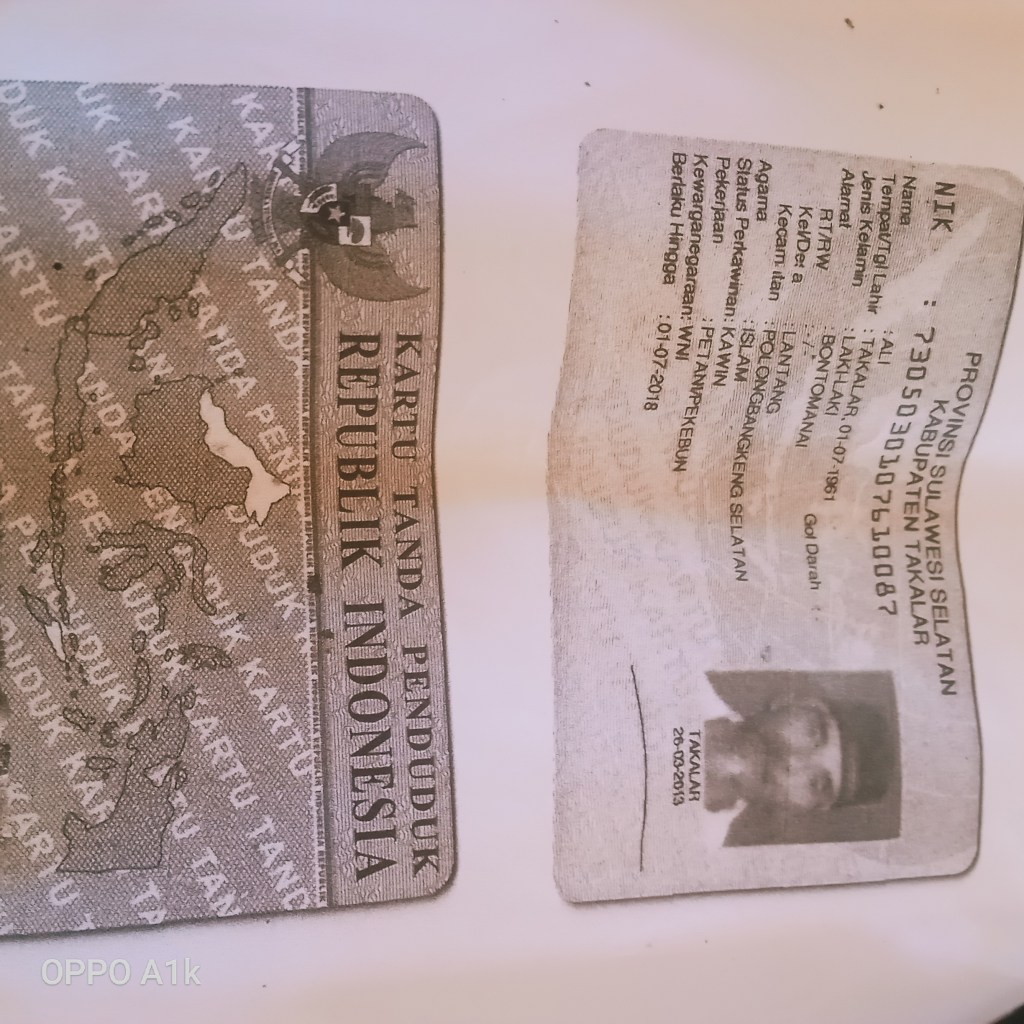 PROVINSI SULAWESI SELATAN
KABUPATEN TAKALAR
NIK : 7305030107610087
Nama : ALI
Tempat/Tgl Lahir : TAKALAR, 01-07-1961
Jenis Kelamin : LAKI-LAKI Gol Darah :
Alamat : BONTOMANAI
RT/RW : - / -
Kel/Desa : LANTANG
Kecamatan : POLONGBANGKENG SELATAN
Agama : ISLAM
Status Perkawinan: KAWIN
Pekerjaan : PETANI/PEKEBUN
Kewarganegaraan: WNI
Berlaku Hingga : 01-07-2018
TAKALAR
26-03-2013
KARTU TANDA PENDUDUK
REPUBLIK INDONESIA
OPPO A1k